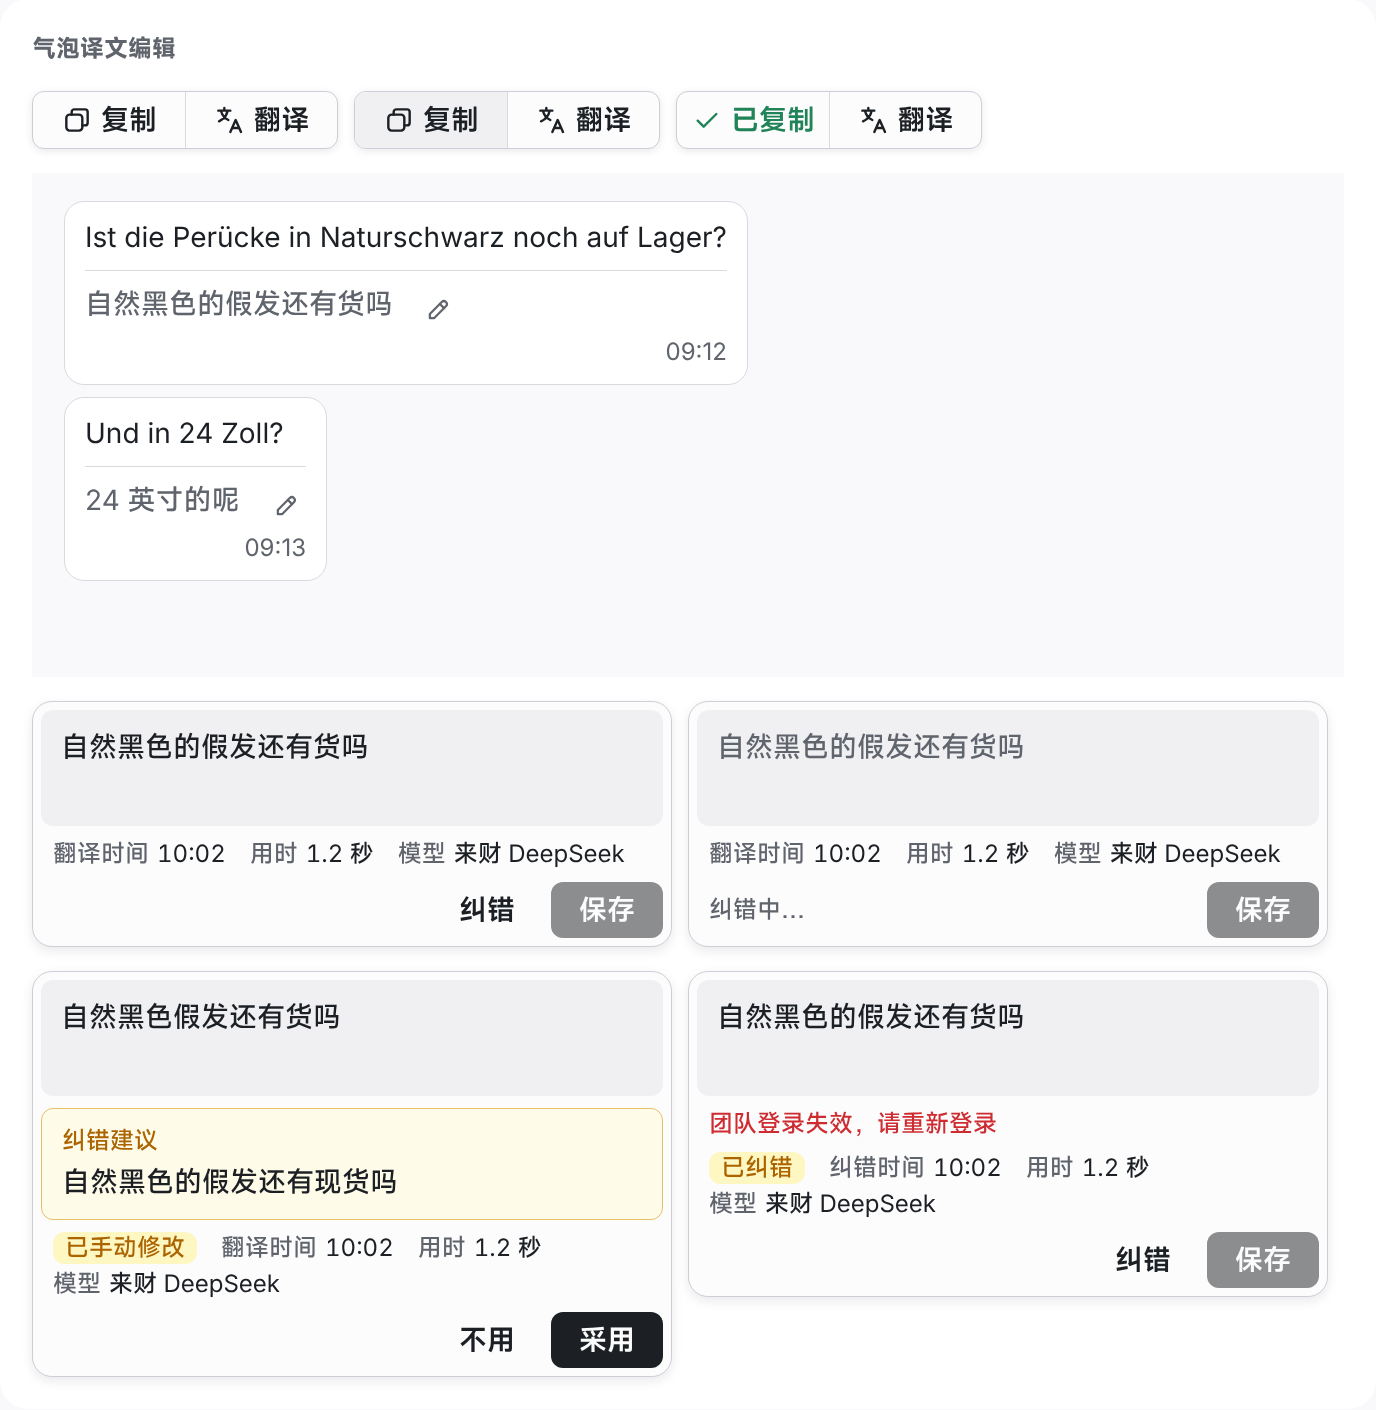 气泡译文编辑
复制 翻译 复制 翻译 已复制 翻译
Ist die Perücke in Naturschwarz noch auf Lager?
自然黑色的假发还有货吗
09:12
Und in 24 Zoll?
24 英寸的呢
09:13
自然黑色的假发还有货吗
翻译时间 10:02 用时 1.2 秒 模型 来财 DeepSeek
纠错 保存
自然黑色的假发还有货吗
翻译时间 10:02 用时 1.2 秒 模型 来财 DeepSeek
纠错中... 保存
自然黑色假发还有货吗
纠错建议
自然黑色的假发还有现货吗
已手动修改 翻译时间 10:02 用时 1.2 秒
模型 来财 DeepSeek
不用 采用
自然黑色的假发还有货吗
团队登录失效，请重新登录
已纠错 纠错时间 10:02 用时 1.2 秒
模型 来财 DeepSeek
纠错 保存